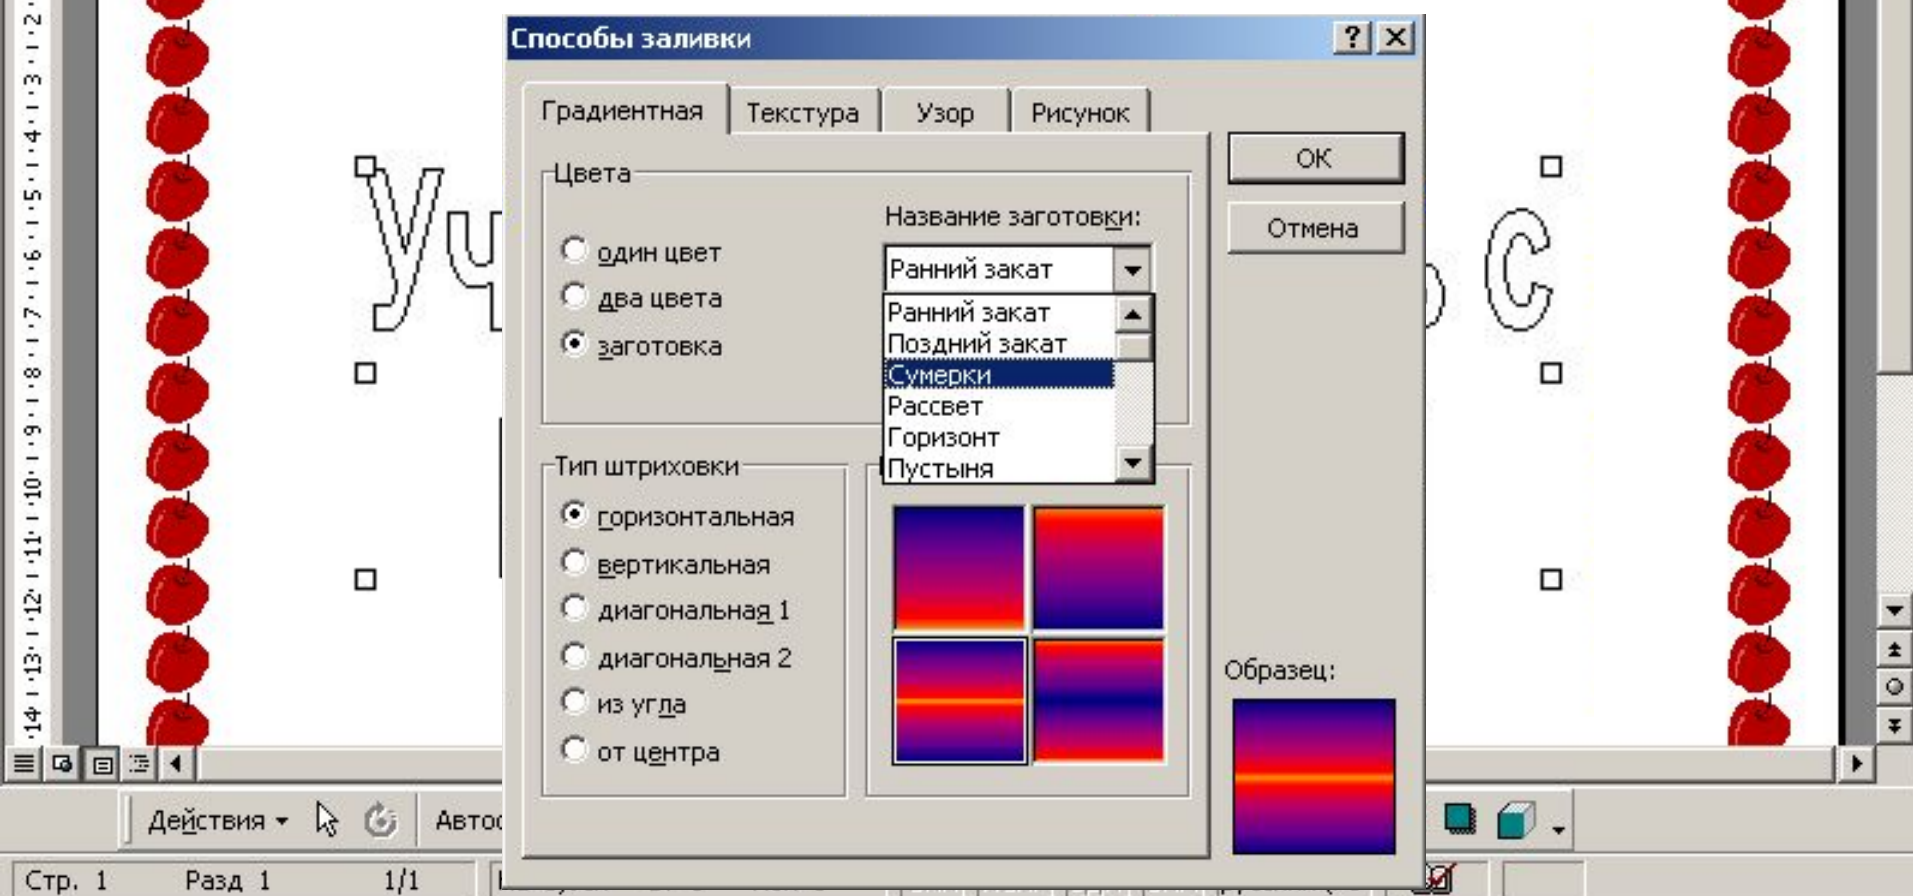 Способы заливки
Градиентная Текстура Узор Рисунок
Цвета
один цвет
два цвета
заготовка
Название заготовки:
Ранний закат
Ранний закат
Поздний закат
Сумерки
Рассвет
Горизонт
Пустыня
OK
Отмена
Тип штриховки
горизонтальная
вертикальная
диагональная 1
диагональная 2
из угла
от центра
Образец:
Действия
Стр. 1 Разд 1 1/1